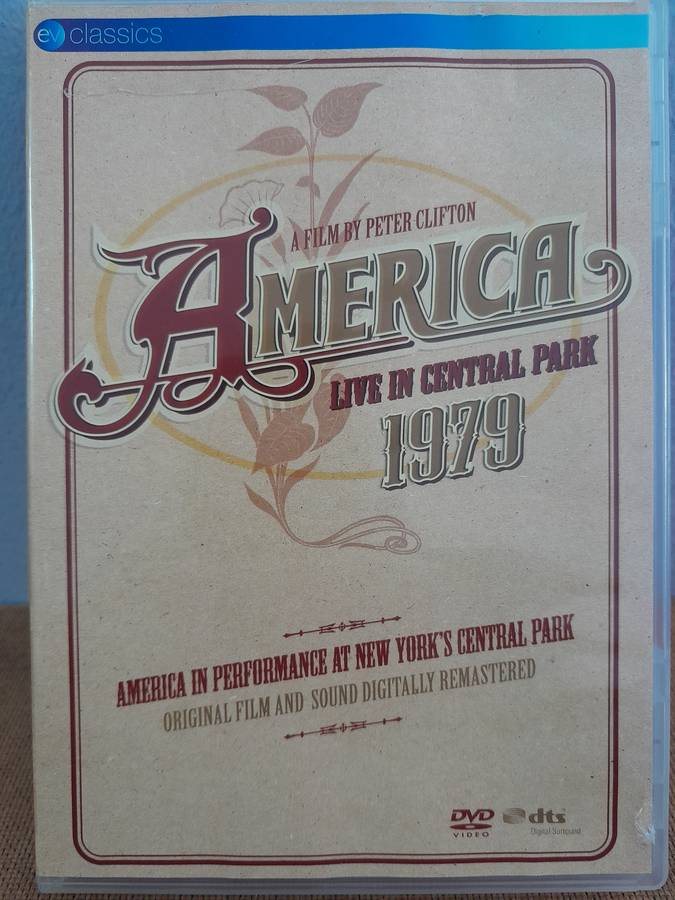 ev classics
A FILM BY PETER CLIFTON
AMERICA
LIVE IN CENTRAL PARK
1979
AMERICA IN PERFORMANCE AT NEW YORK'S CENTRAL PARK
ORIGINAL FILM AND SOUND DIGITALLY REMASTERED
DVD dts
VIDEO Digital Surround